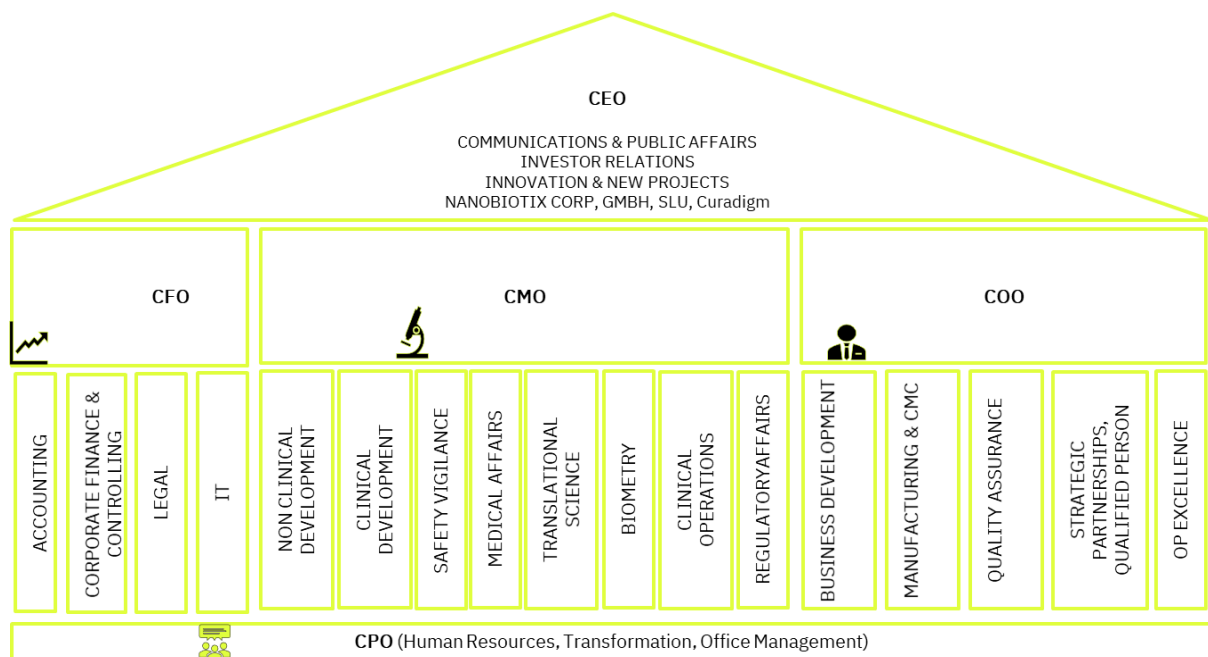 CEO
COMMUNICATIONS & PUBLIC AFFAIRS
INVESTOR RELATIONS
INNOVATION & NEW PROJECTS
NANOBIOTIX CORP, GMBH, SLU, Curadigm
CFO
CMO
COO
ACCOUNTING
CORPORATE FINANCE &
CONTROLLING
LEGAL
IT
NON CLINICAL
DEVELOPMENT
CLINICAL
DEVELOPMENT
SAFETY VIGILANCE
MEDICAL AFFAIRS
TRANSLATIONAL
SCIENCE
BIOMETRY
CLINICAL
OPERATIONS
REGULATORY AFFAIRS
BUSINESS DEVELOPMENT
MANUFACTURING & CMC
QUALITY ASSURANCE
STRATEGIC
PARTNERSHIPS,
QUALIFIED PERSON
OP EXCELLENCE
CPO (Human Resources, Transformation, Office Management)